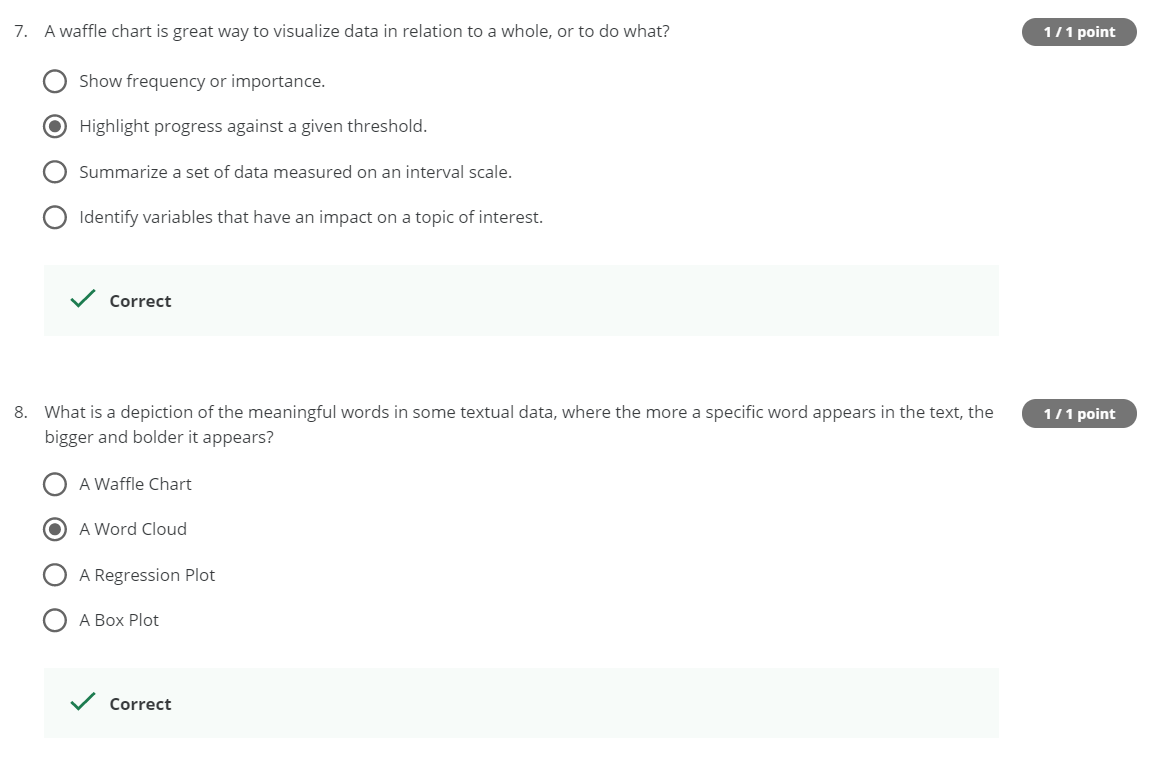 7. A waffle chart is great way to visualize data in relation to a whole, or to do what?
1 / 1 point
Show frequency or importance.
Highlight progress against a given threshold.
Summarize a set of data measured on an interval scale.
Identify variables that have an impact on a topic of interest.
Correct
8. What is a depiction of the meaningful words in some textual data, where the more a specific word appears in the text, the
bigger and bolder it appears?
1 / 1 point
A Waffle Chart
A Word Cloud
A Regression Plot
A Box Plot
Correct